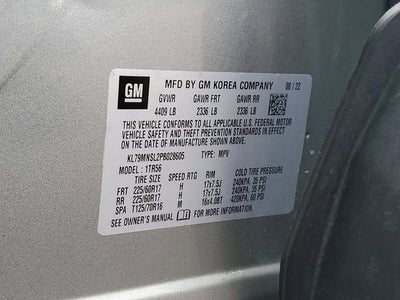 GM
MFD BY GM KOREA COMPANY 08/22
GVWR GAWR FRT GAWR RR
4409 LB 2336 LB 2336 LB
THIS VEHICLE CONFORMS TO ALL APPLICABLE
U.S. FEDERAL MOTOR
VEHICLE SAFETY AND THEFT PREVENTION STANDARDS IN EFFECT
ON THE DATE OF MANUFACTURE SHOWN ABOVE.
KL79MNSL2PB028605 TYPE: MPV
MODEL: 1TR56
SPEED RTG RIM COLD TIRE PRESSURE
FRT 225/60R17 H 17x7.5J 240KPA, 35 PSI
RR 225/60R17 H 17x7.5J 240KPA, 35 PSI
SPA T125/70R16 M 16x4.0BT 420KPA, 60 PSI
SEE OWNER'S MANUAL FOR MORE INFORMATION.